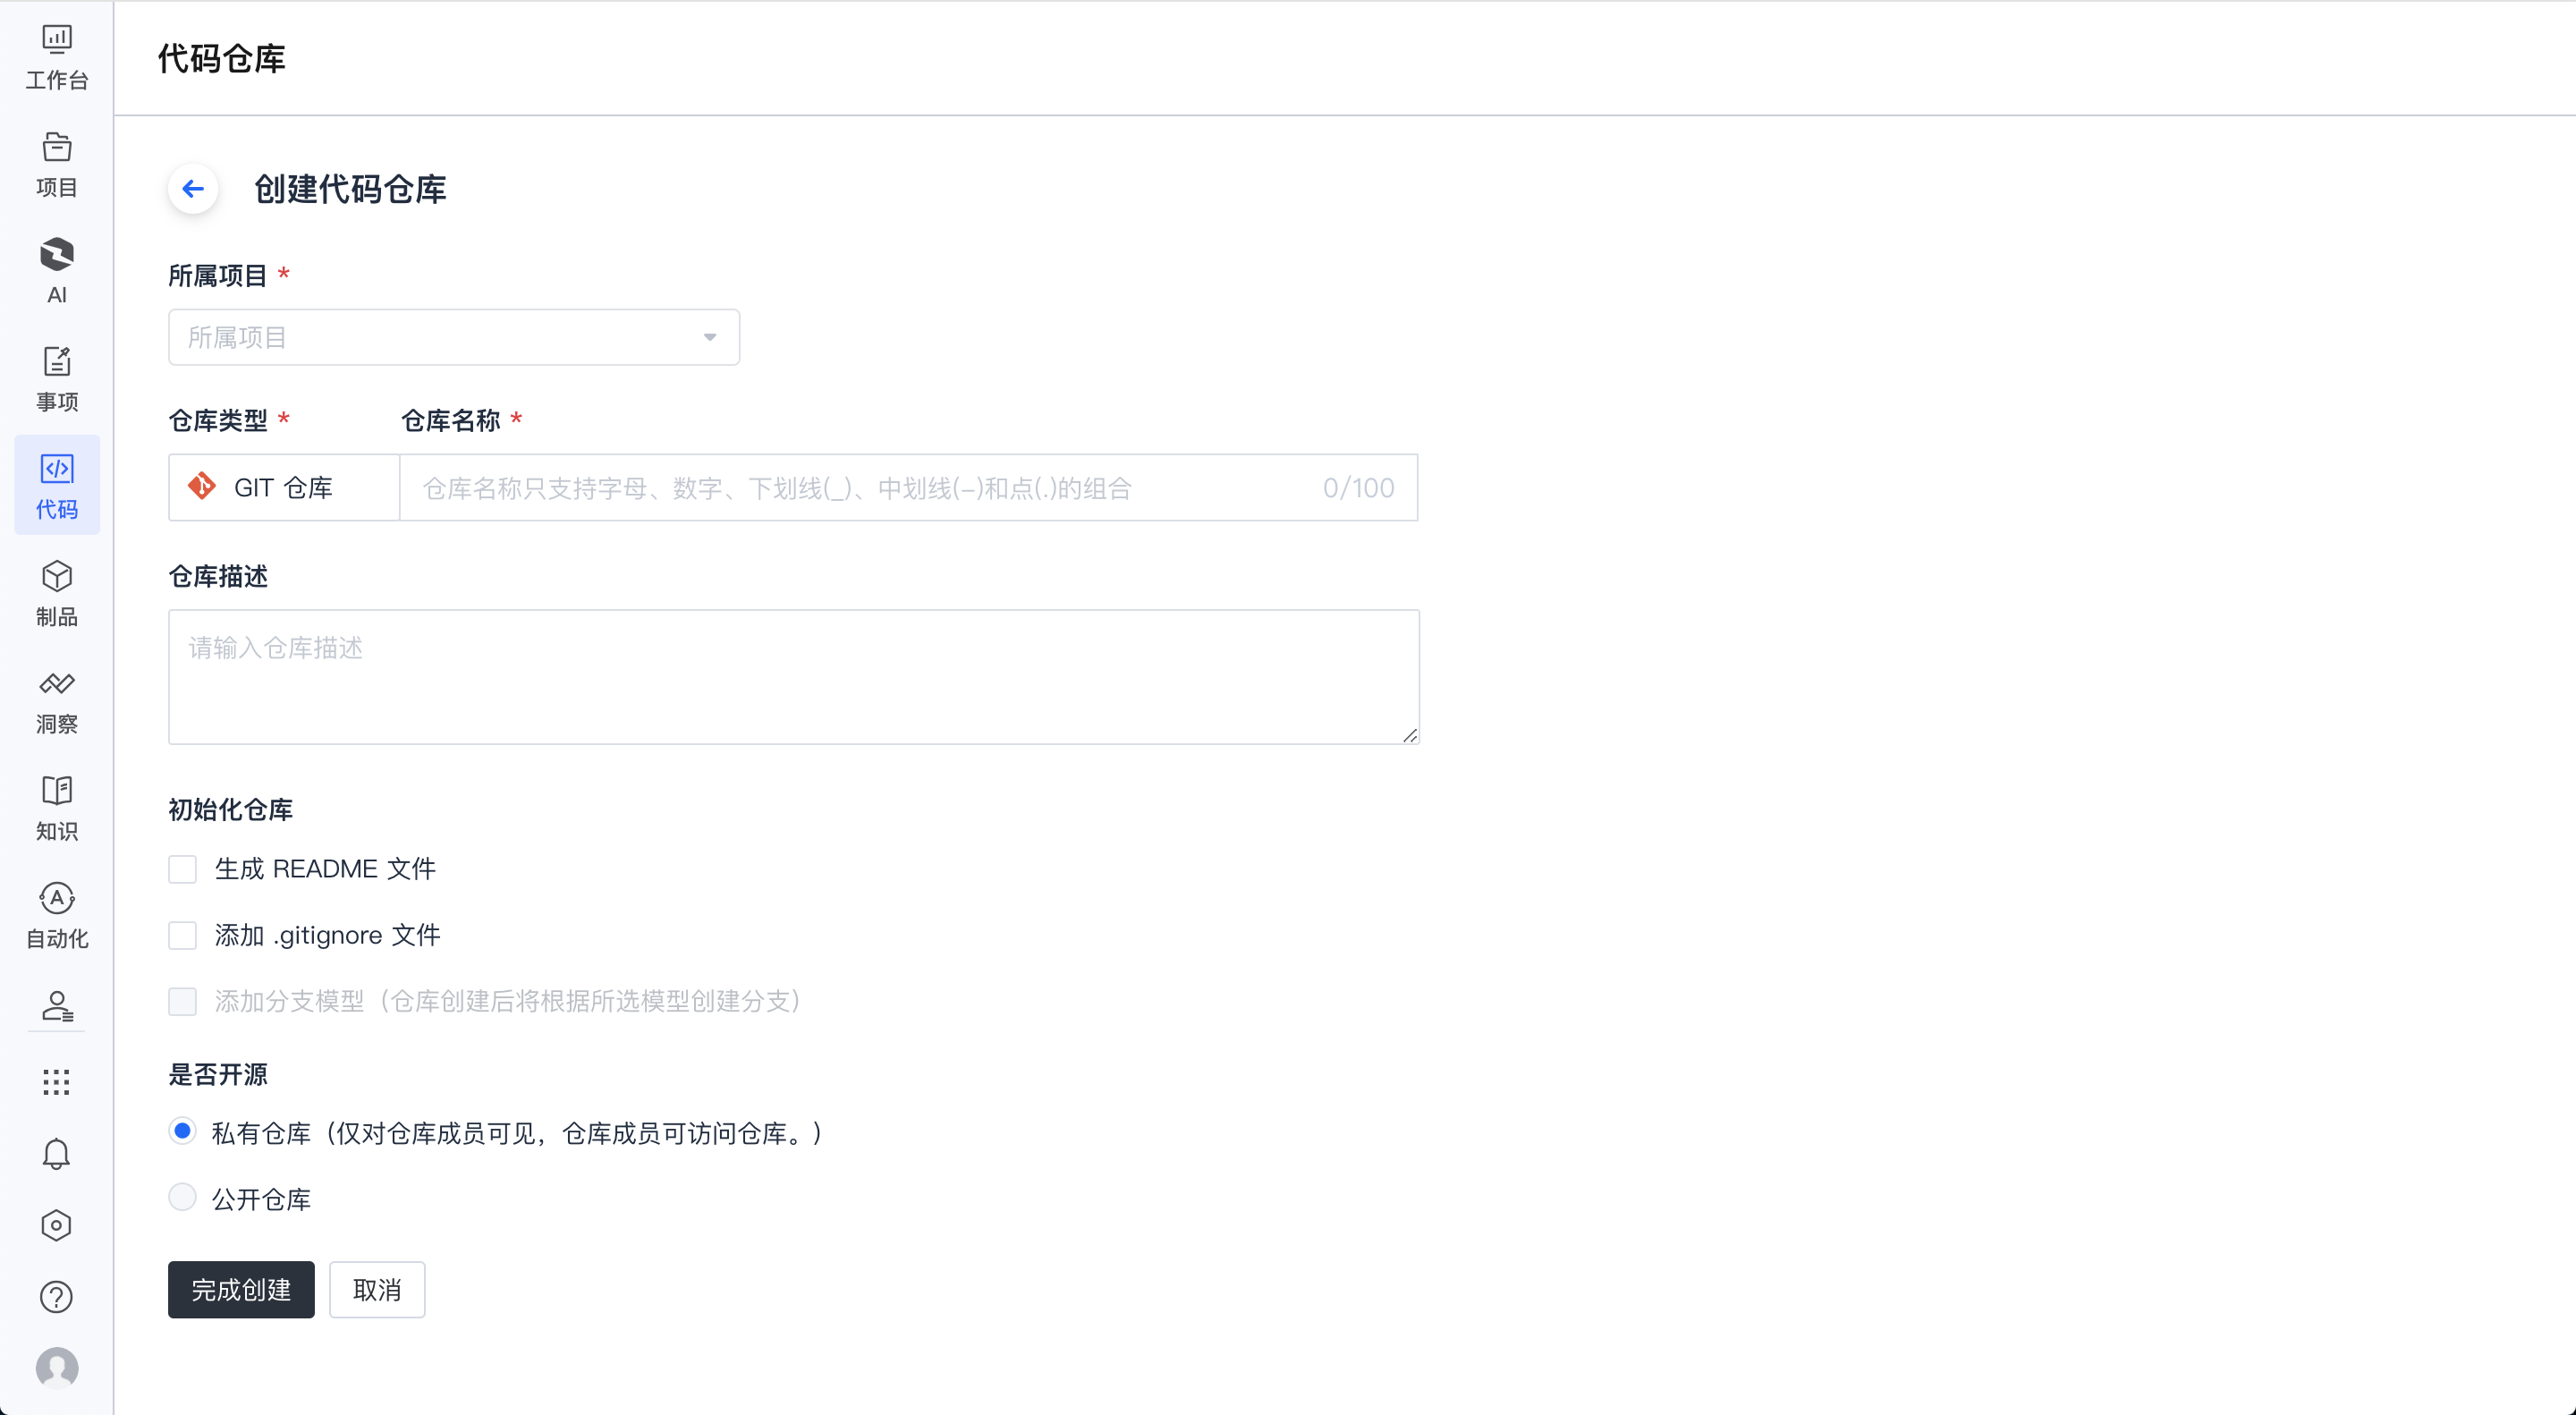 工作台
项目
AI
事项
代码
制品
洞察
知识
自动化
代码仓库
创建代码仓库
所属项目 *
所属项目
仓库类型 * 仓库名称 *
GIT 仓库 仓库名称只支持字母、数字、下划线(_)、中划线(-)和点(.)的组合 0/100
仓库描述
请输入仓库描述
初始化仓库
生成 README 文件
添加 .gitignore 文件
添加分支模型（仓库创建后将根据所选模型创建分支）
是否开源
私有仓库（仅对仓库成员可见，仓库成员可访问仓库。）
公开仓库
完成创建 取消